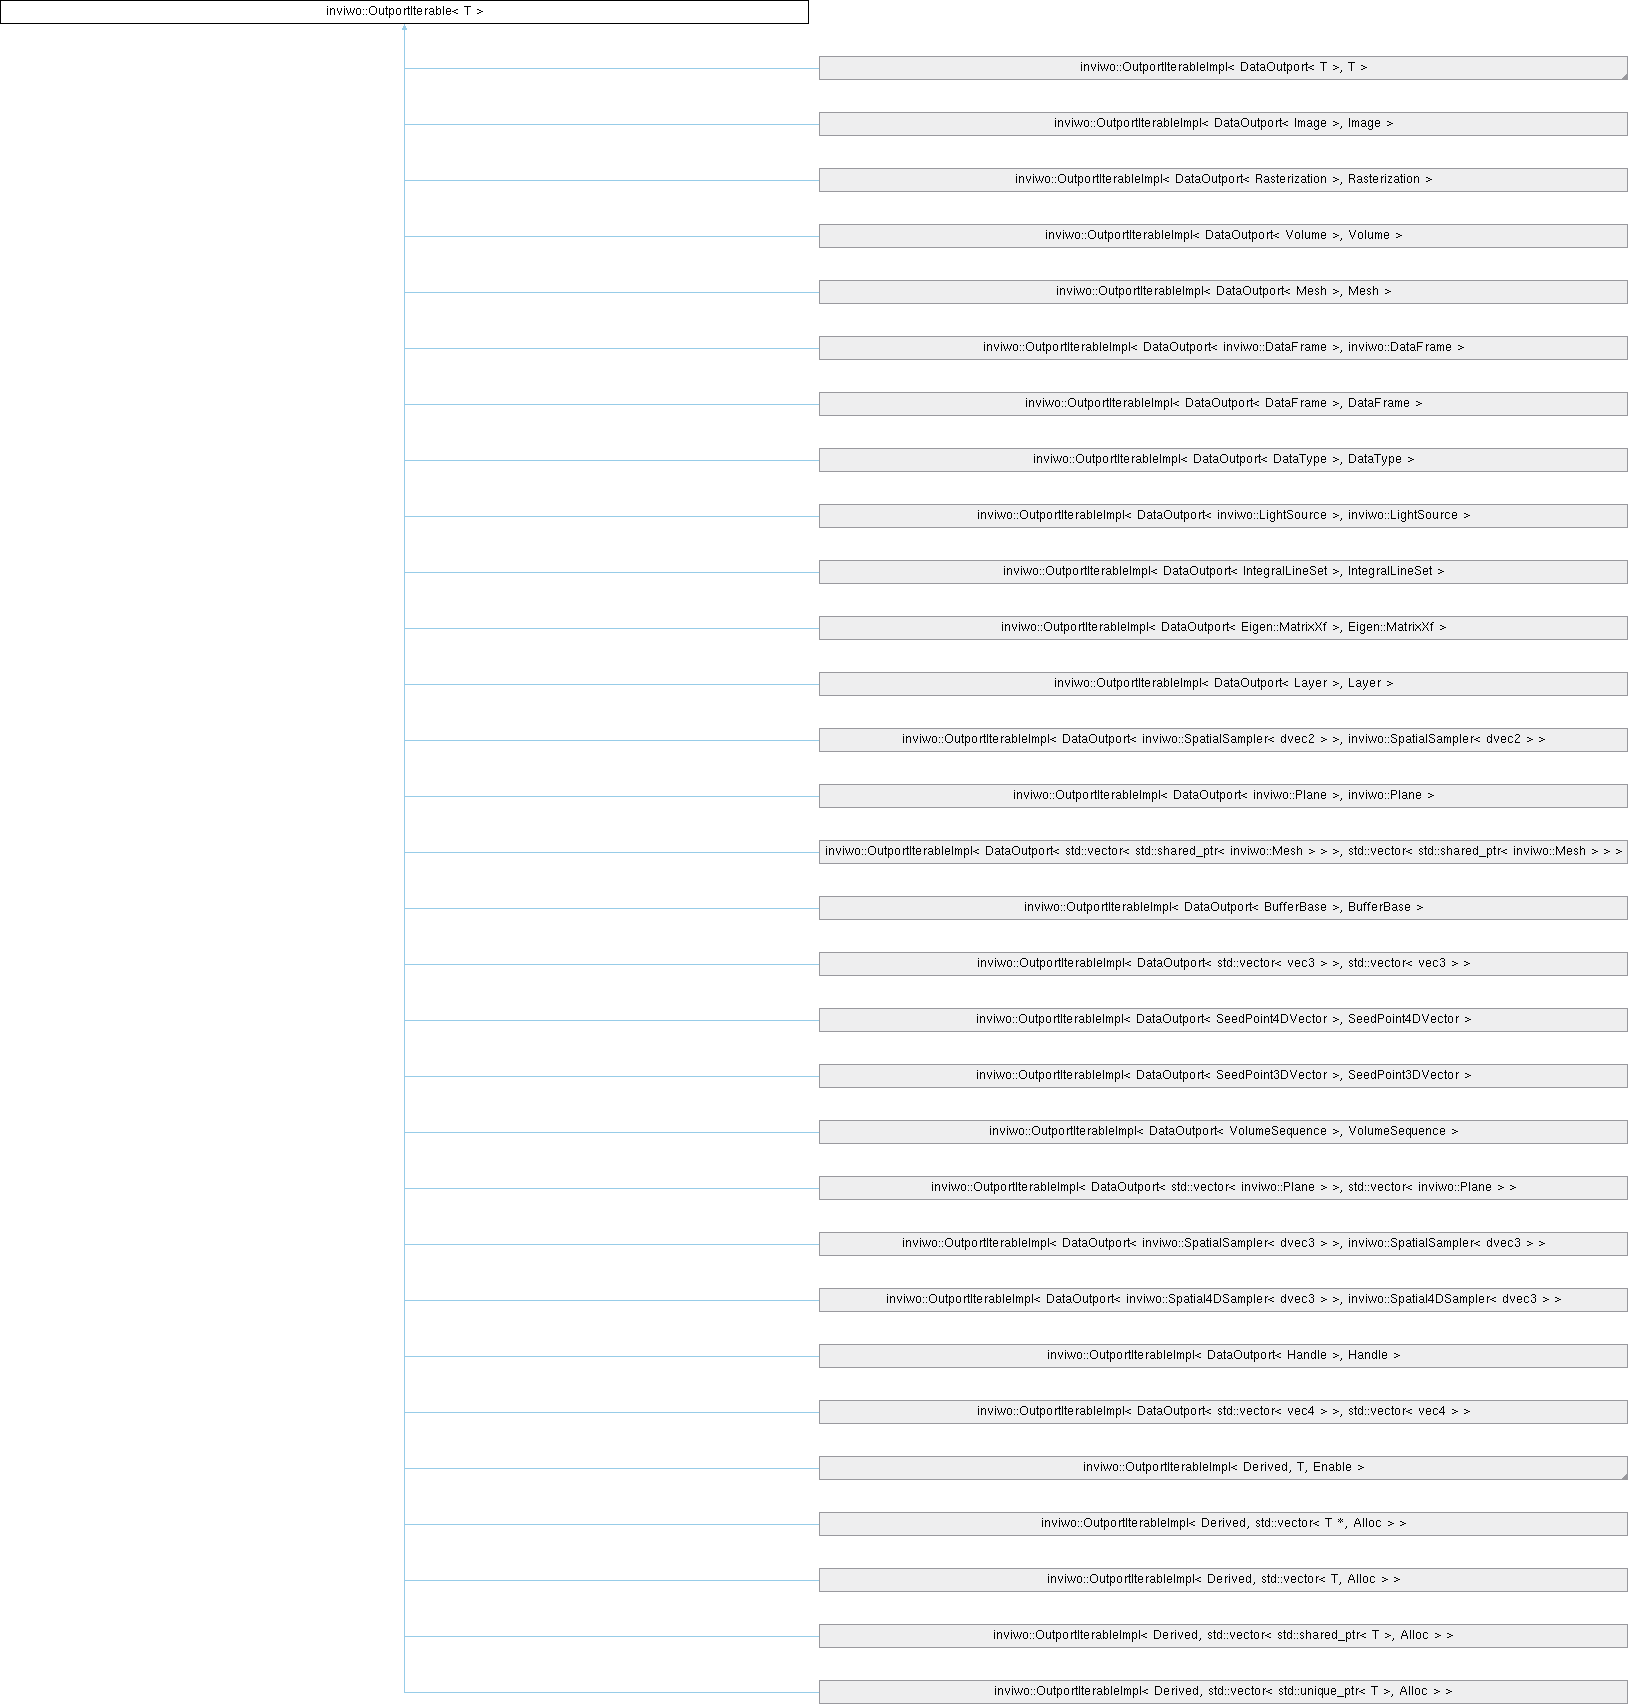 inviwo::OutportIterable< T >
inviwo::OutportIterableImpl< DataOutport< T >, T >
inviwo::OutportIterableImpl< DataOutport< Image >, Image >
inviwo::OutportIterableImpl< DataOutport< Rasterization >, Rasterization >
inviwo::OutportIterableImpl< DataOutport< Volume >, Volume >
inviwo::OutportIterableImpl< DataOutport< Mesh >, Mesh >
inviwo::OutportIterableImpl< DataOutport< inviwo::DataFrame >, inviwo::DataFrame >
inviwo::OutportIterableImpl< DataOutport< DataFrame >, DataFrame >
inviwo::OutportIterableImpl< DataOutport< DataType >, DataType >
inviwo::OutportIterableImpl< DataOutport< inviwo::LightSource >, inviwo::LightSource >
inviwo::OutportIterableImpl< DataOutport< IntegralLineSet >, IntegralLineSet >
inviwo::OutportIterableImpl< DataOutport< Eigen::MatrixXf >, Eigen::MatrixXf >
inviwo::OutportIterableImpl< DataOutport< Layer >, Layer >
inviwo::OutportIterableImpl< DataOutport< inviwo::SpatialSampler< dvec2 > >, inviwo::SpatialSampler< dvec2 > >
inviwo::OutportIterableImpl< DataOutport< inviwo::Plane >, inviwo::Plane >
inviwo::OutportIterableImpl< DataOutport< std::vector< std::shared_ptr< inviwo::Mesh > > >, std::vector< std::shared_ptr< inviwo::Mesh > > >
inviwo::OutportIterableImpl< DataOutport< BufferBase >, BufferBase >
inviwo::OutportIterableImpl< DataOutport< std::vector< vec3 > >, std::vector< vec3 > >
inviwo::OutportIterableImpl< DataOutport< SeedPoint4DVector >, SeedPoint4DVector >
inviwo::OutportIterableImpl< DataOutport< SeedPoint3DVector >, SeedPoint3DVector >
inviwo::OutportIterableImpl< DataOutport< VolumeSequence >, VolumeSequence >
inviwo::OutportIterableImpl< DataOutport< std::vector< inviwo::Plane > >, std::vector< inviwo::Plane > >
inviwo::OutportIterableImpl< DataOutport< inviwo::SpatialSampler< dvec3 > >, inviwo::SpatialSampler< dvec3 > >
inviwo::OutportIterableImpl< DataOutport< inviwo::Spatial4DSampler< dvec3 > >, inviwo::Spatial4DSampler< dvec3 > >
inviwo::OutportIterableImpl< DataOutport< Handle >, Handle >
inviwo::OutportIterableImpl< DataOutport< std::vector< vec4 > >, std::vector< vec4 > >
inviwo::OutportIterableImpl< Derived, T, Enable >
inviwo::OutportIterableImpl< Derived, std::vector< T *, Alloc > >
inviwo::OutportIterableImpl< Derived, std::vector< T, Alloc > >
inviwo::OutportIterableImpl< Derived, std::vector< std::shared_ptr< T >, Alloc > >
inviwo::OutportIterableImpl< Derived, std::vector< std::unique_ptr< T >, Alloc > >